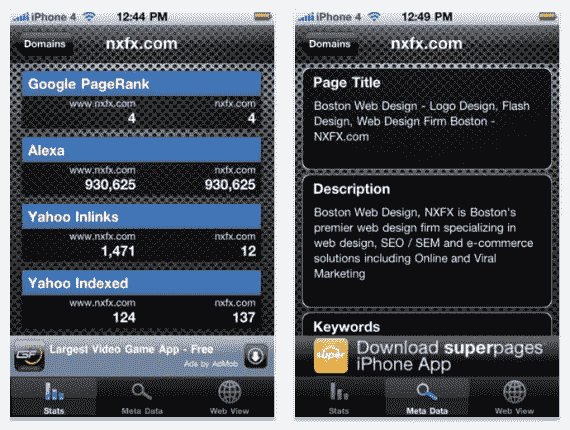 iPhone 4 12:44 PM
Domains nxfx.com
Google PageRank
www.nxfx.com nxfx.com
4 4
Alexa
www.nxfx.com nxfx.com
930,625 930,625
Yahoo Inlinks
www.nxfx.com nxfx.com
1,471 12
Yahoo Indexed
www.nxfx.com nxfx.com
124 137
GSF
Largest Video Game App - Free
Ads by AdMob
Stats Meta Data Web View
iPhone 4 12:49 PM
Domains nxfx.com
Page Title
Boston Web Design - Logo Design, Flash
Design, Web Design Firm Boston -
NXFX.com
Description
Boston Web Design, NXFX is Boston's
premier web design firm specializing in
web design, SEO / SEM and e-commerce
solutions including Online and Viral
Marketing
Keywords
super
Download superpages
iPhone App
Stats Meta Data Web View